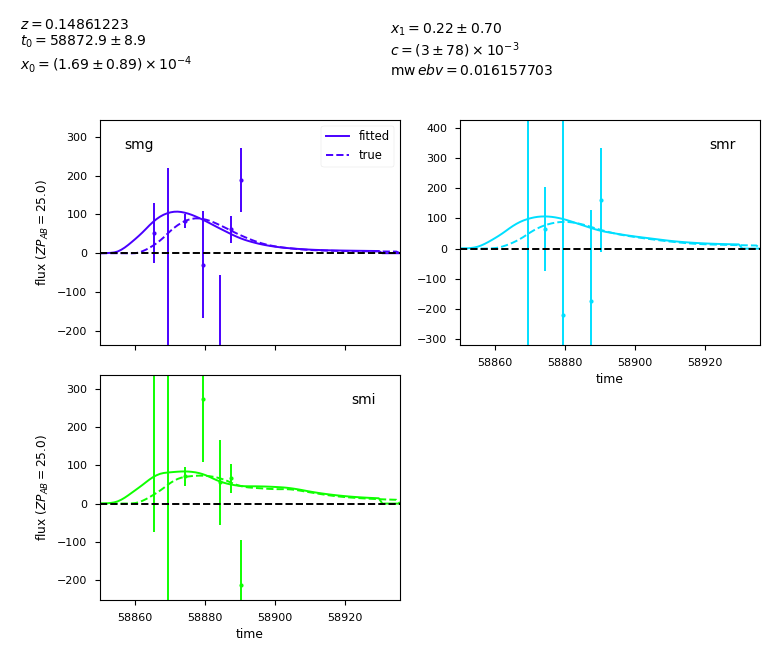 z = 0.14861223
t₀ = 58872.9 ± 8.9
x₀ = (1.69 ± 0.89) × 10⁻⁴
x₁ = 0.22 ± 0.70
c = (3 ± 78) × 10⁻³
mw ebv = 0.016157703
smg
fitted
true
flux (ZP_AB = 25.0)
300
200
100
0
−100
−200
smr
400
300
200
100
0
−100
−200
−300
58860 58880 58900 58920
time
smi
flux (ZP_AB = 25.0)
300
200
100
0
−100
−200
58860 58880 58900 58920
time